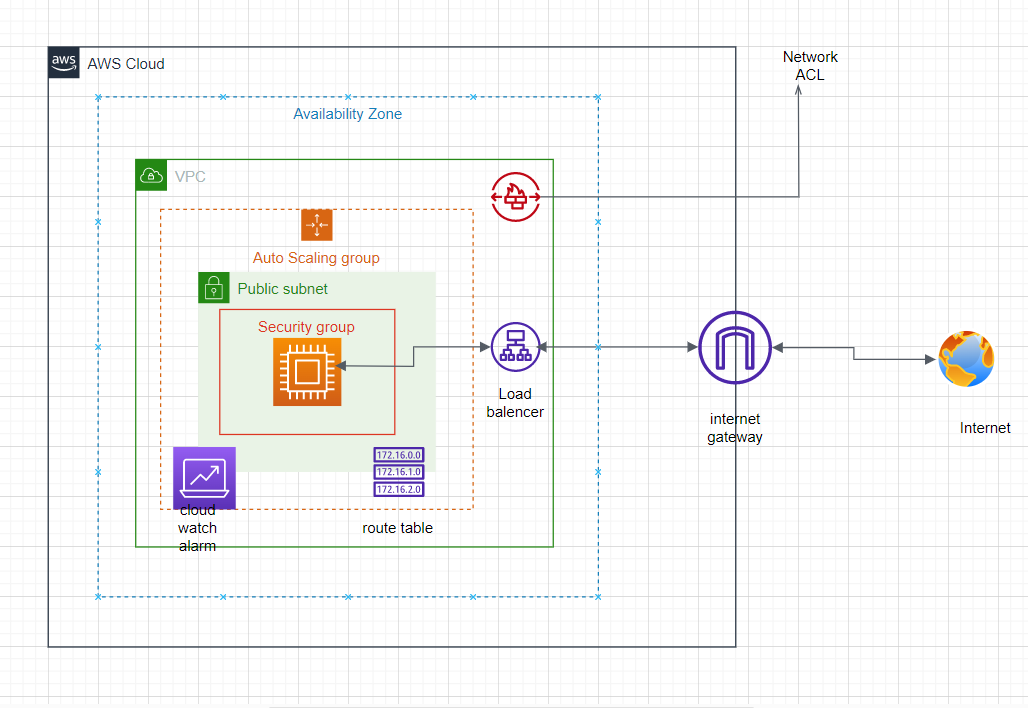 aws
AWS Cloud
Network
ACL
Availability Zone
VPC
Auto Scaling group
Public subnet
Security group
Load
balencer
internet
gateway
Internet
172.16.0.0
172.16.1.0
172.16.2.0
cloud
watch
alarm
route table